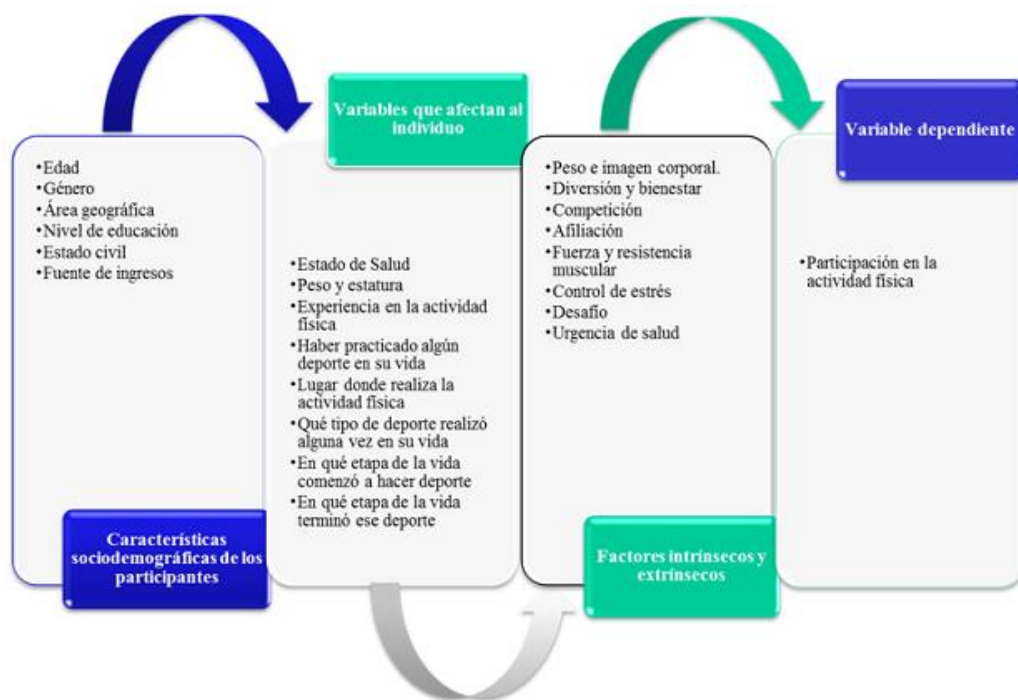 •Edad
•Género
•Área geográfica
•Nivel de educación
•Estado civil
•Fuente de ingresos
Características
sociodemográficas de los
participantes
Variables que afectan al
individuo
•Estado de Salud
•Peso y estatura
•Experiencia en la actividad
física
•Haber practicado algún
deporte en su vida
•Lugar donde realiza la
actividad física
•Qué tipo de deporte realizó
alguna vez en su vida
•En qué etapa de la vida
comenzó a hacer deporte
•En qué etapa de la vida
terminó ese deporte
•Peso e imagen corporal.
•Diversión y bienestar
•Competición
•Afiliación
•Fuerza y resistencia
muscular
•Control de estrés
•Desafío
•Urgencia de salud
Factores intrínsecos y
extrínsecos
Variable dependiente
•Participación en la
actividad física